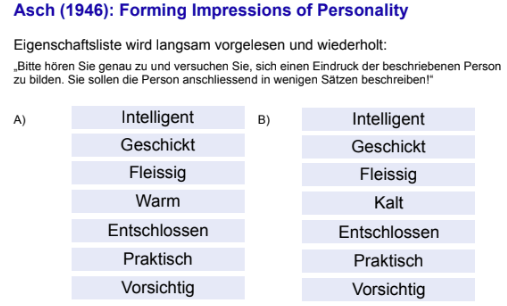 Asch (1946): Forming Impressions of Personality
Eigenschaftsliste wird langsam vorgelesen und wiederholt:
„Bitte hören Sie genau zu und versuchen Sie, sich einen Eindruck der beschriebenen Person
zu bilden. Sie sollen die Person anschliessend in wenigen Sätzen beschreiben!“
A)
Intelligent
Geschickt
Fleissig
Warm
Entschlossen
Praktisch
Vorsichtig
B)
Intelligent
Geschickt
Fleissig
Kalt
Entschlossen
Praktisch
Vorsichtig